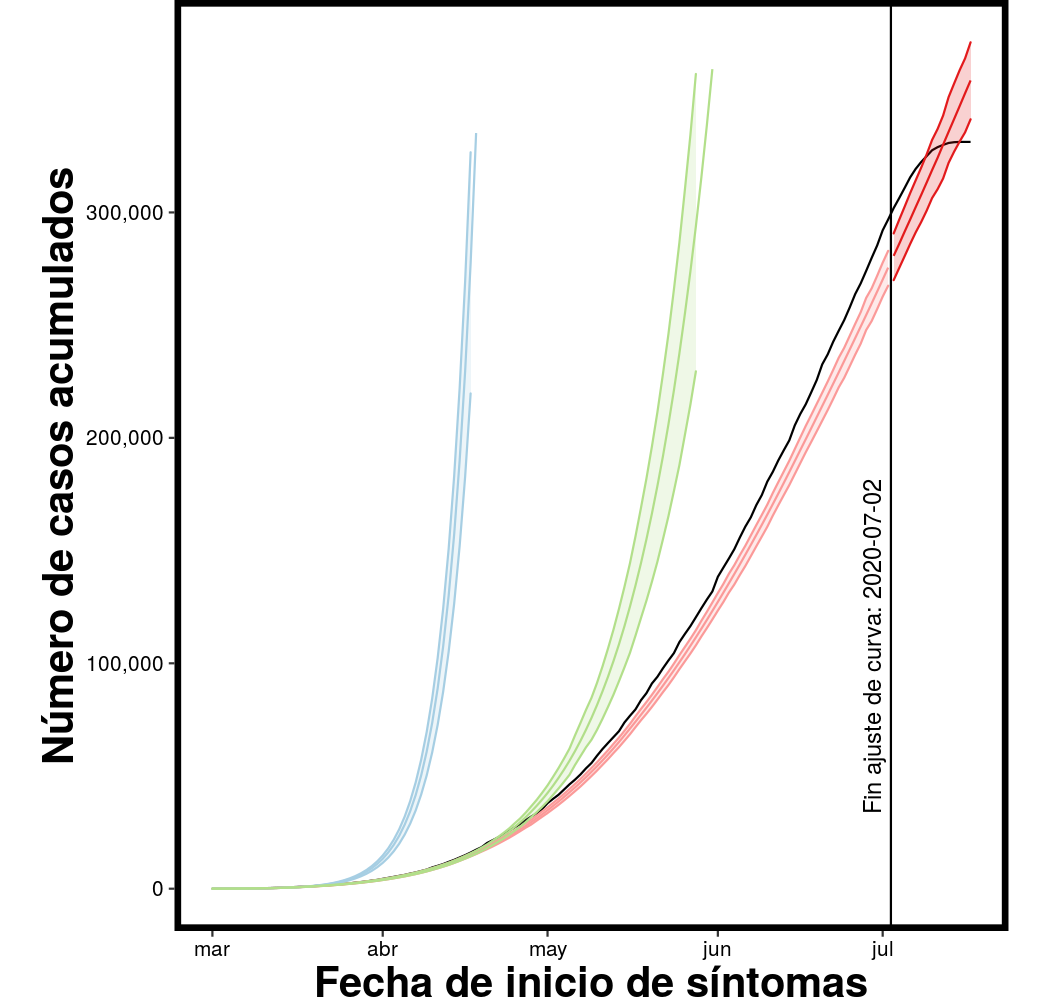 Número de casos acumulados
300,000
200,000
100,000
0
Fin ajuste de curva: 2020-07-02
mar abr may jun jul
Fecha de inicio de síntomas